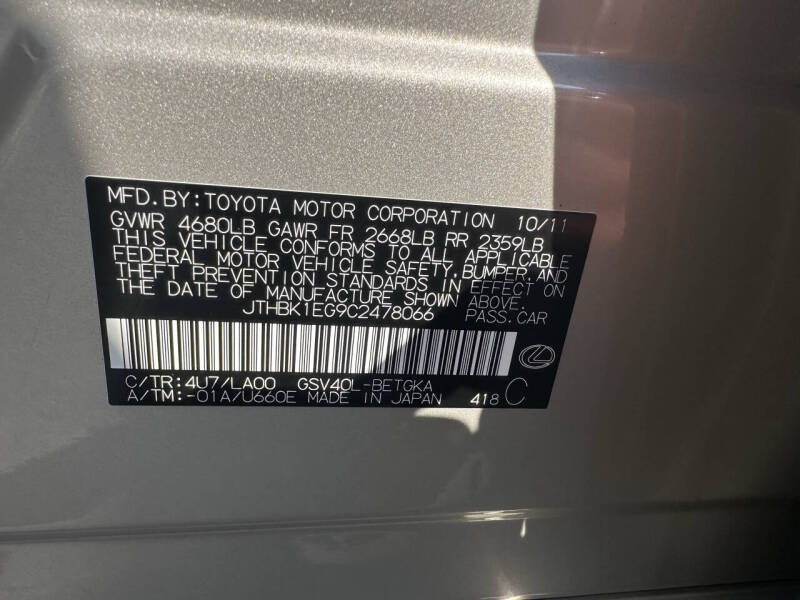 MFD.BY:TOYOTA MOTOR CORPORATION 10/11
GVWR 4680LB GAWR FR 2668LB RR 2359LB
THIS VEHICLE CONFORMS TO ALL APPLICABLE
FEDERAL MOTOR VEHICLE SAFETY,BUMPER,AND
THEFT PREVENTION STANDARDS IN EFFECT ON
THE DATE OF MANUFACTURE SHOWN ABOVE.
JTHBK1EG9C2478066 PASS.CAR
C/TR:4U7/LA00 GSV40L-BETGKA
A/TM:-01A/U660E MADE IN JAPAN 418 C